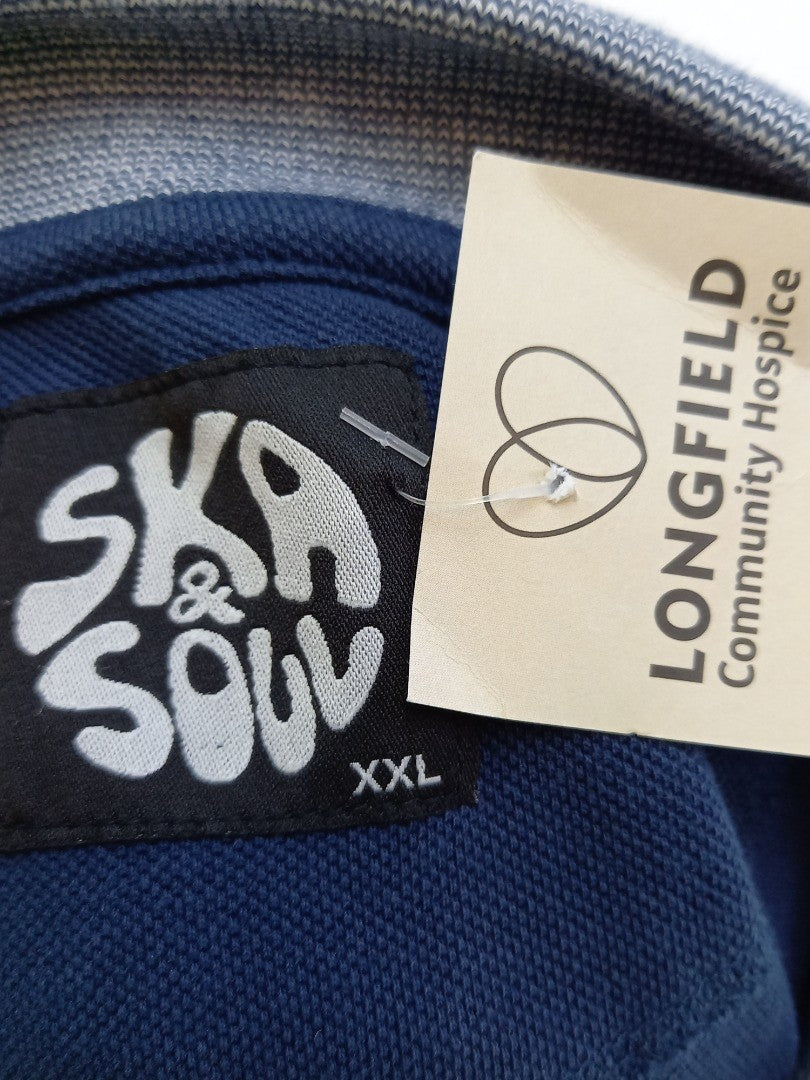 SKA
&
SOUL
XXL
LONGFIELD
Community Hospice